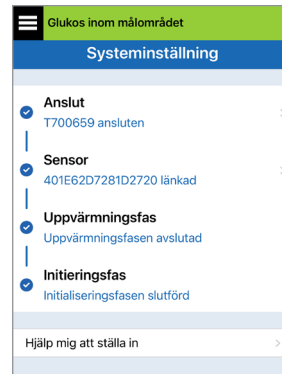 Glukos inom målområdet
Systeminställning
Anslut
T700659 ansluten
Sensor
401E62D7281D2720 länkad
Uppvärmningsfas
Uppvärmningsfasen avslutad
Initieringsfas
Initialiseringsfasen slutförd
Hjälp mig att ställa in